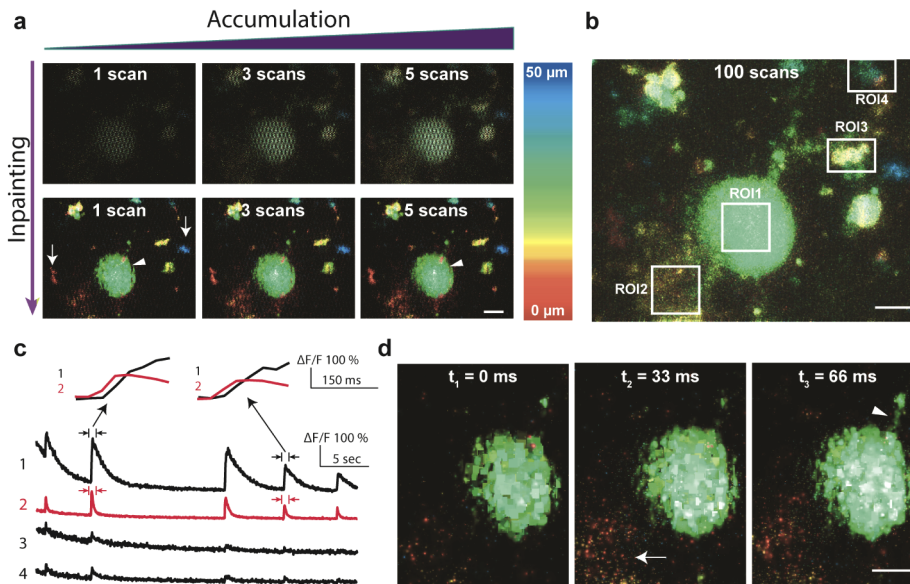 a
Accumulation
Inpainting
1 scan
3 scans
5 scans
1 scan
3 scans
5 scans
50 µm
0 µm
b
100 scans
ROI4
ROI3
ROI1
ROI2
c
1
2
1
2
ΔF/F 100 %
150 ms
ΔF/F 100 %
5 sec
1
2
3
4
d
t1 = 0 ms
t2 = 33 ms
t3 = 66 ms